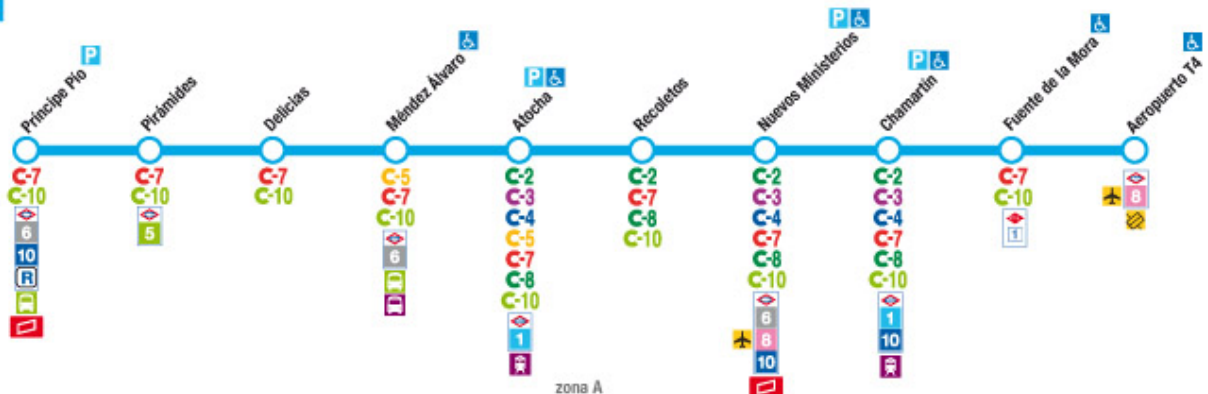 Príncipe Pío
P
C-7
C-10
6
10
R
Pirámides
C-7
C-10
5
Delicias
C-7
C-10
Méndez Álvaro
C-5
C-7
C-10
6
Atocha
P
C-2
C-3
C-4
C-5
C-7
C-8
C-10
1
Recoletos
C-2
C-7
C-8
C-10
Nuevos Ministerios
P
C-2
C-3
C-4
C-7
C-8
C-10
6
8
10
Chamartín
P
C-2
C-3
C-4
C-7
C-8
C-10
1
10
Fuente de la Mora
C-7
C-10
1
Aeropuerto T4
8
zona A